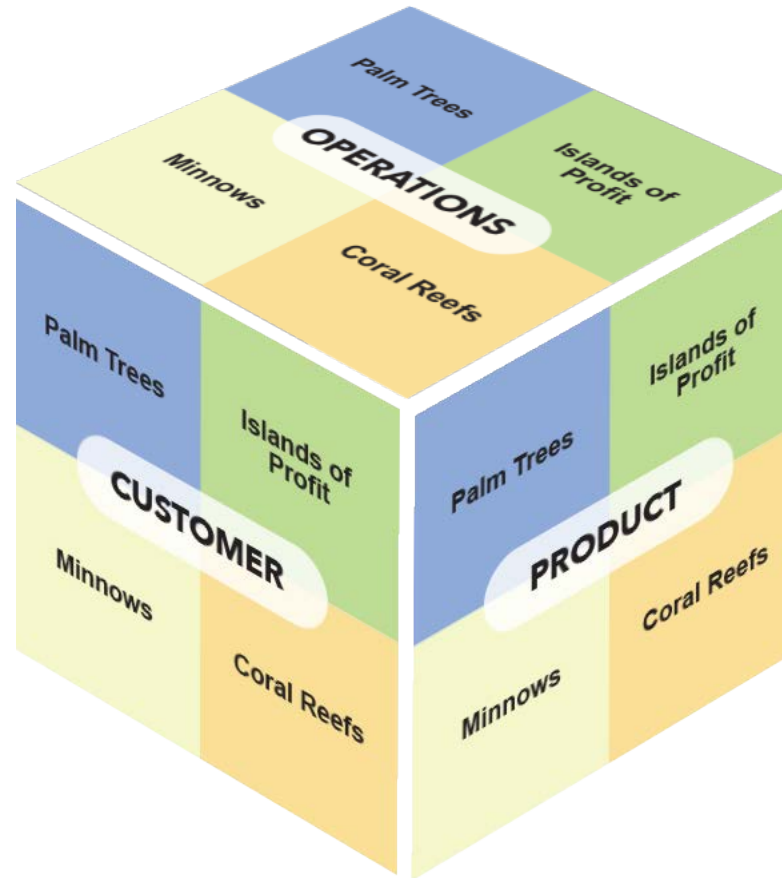 Palm Trees
Islands of
Profit
OPERATIONS
Minnows
Coral Reefs
Palm Trees
Islands of
Profit
CUSTOMER
Minnows
Coral Reefs
Islands of
Profit
Palm Trees
PRODUCT
Coral Reefs
Minnows